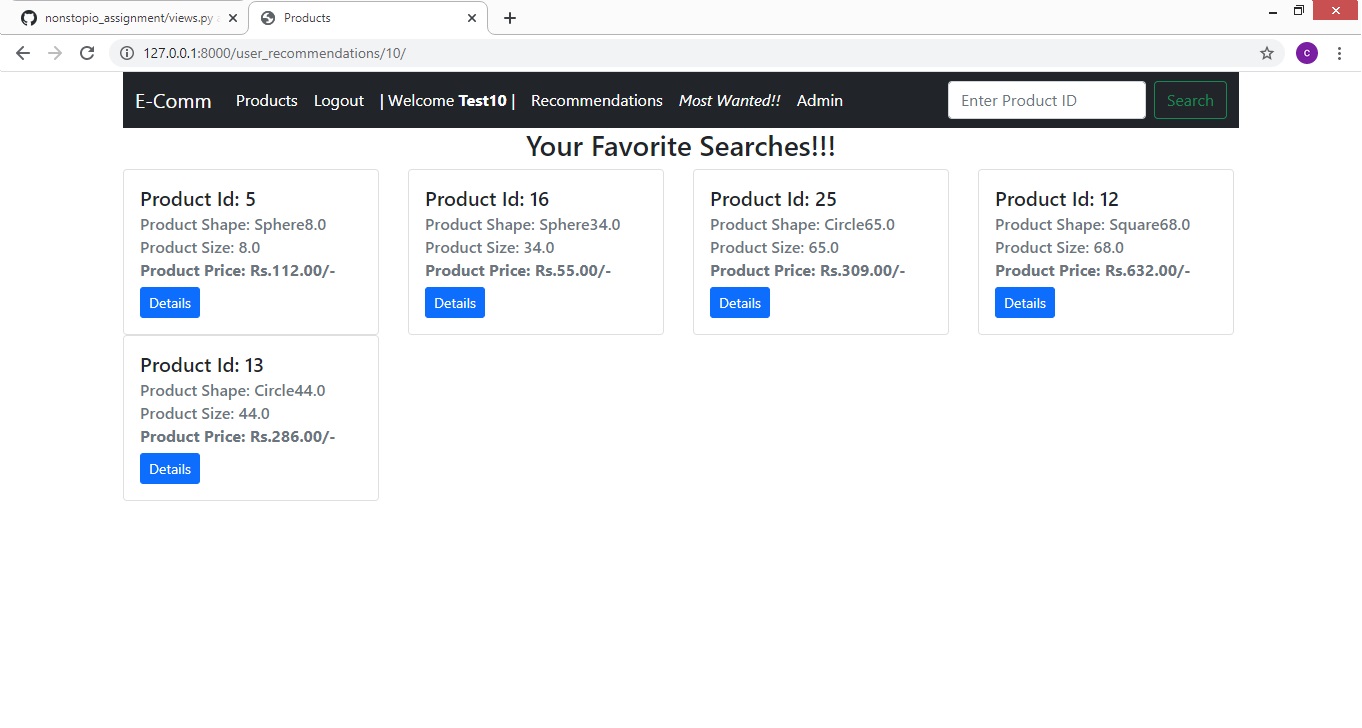 nonstopio_assignment/views.py
Products
127.0.0.1:8000/user_recommendations/10/
c
E-Comm Products Logout | Welcome Test10 | Recommendations Most Wanted!! Admin Enter Product ID Search
Your Favorite Searches!!!
Product Id: 5
Product Shape: Sphere8.0
Product Size: 8.0
Product Price: Rs.112.00/-
Details
Product Id: 16
Product Shape: Sphere34.0
Product Size: 34.0
Product Price: Rs.55.00/-
Details
Product Id: 25
Product Shape: Circle65.0
Product Size: 65.0
Product Price: Rs.309.00/-
Details
Product Id: 12
Product Shape: Square68.0
Product Size: 68.0
Product Price: Rs.632.00/-
Details
Product Id: 13
Product Shape: Circle44.0
Product Size: 44.0
Product Price: Rs.286.00/-
Details